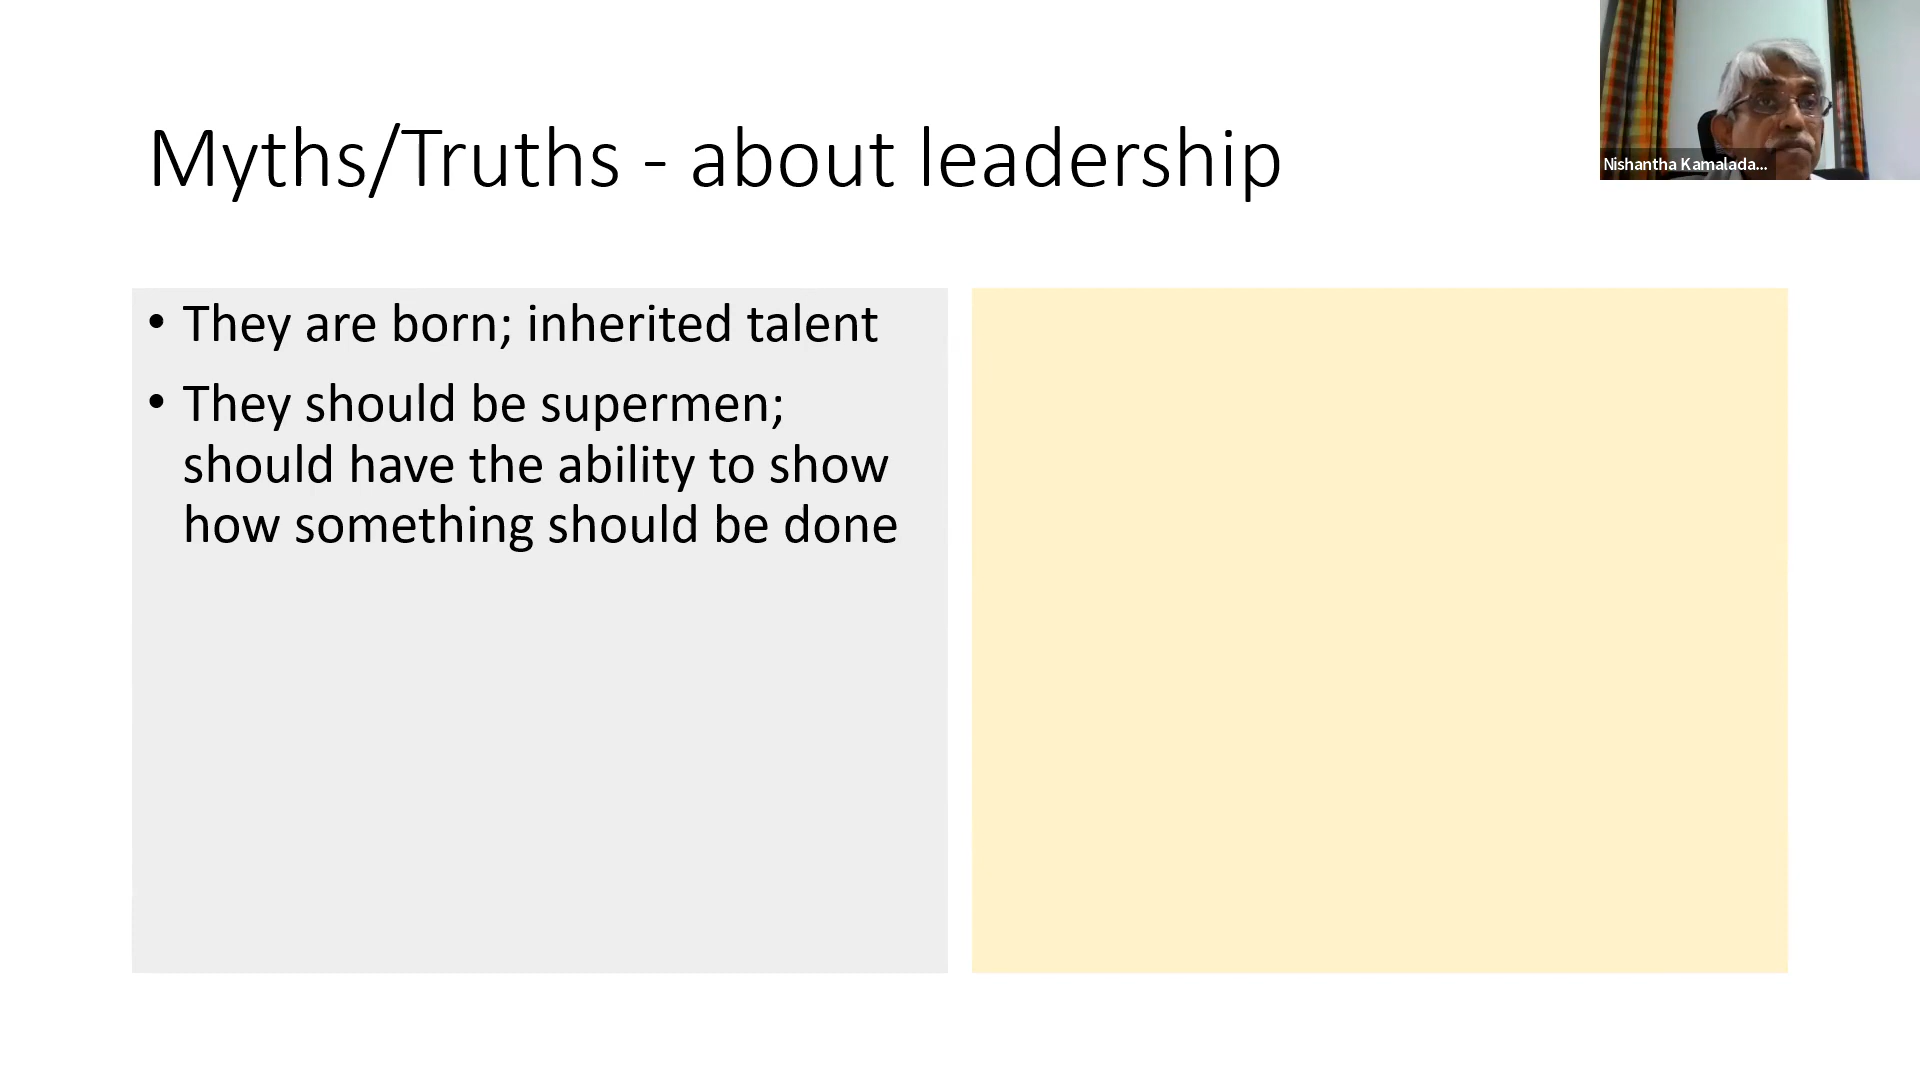 Myths/Truths - about leadership
Nishantha Kamalada...
• They are born; inherited talent
• They should be supermen;
should have the ability to show
how something should be done